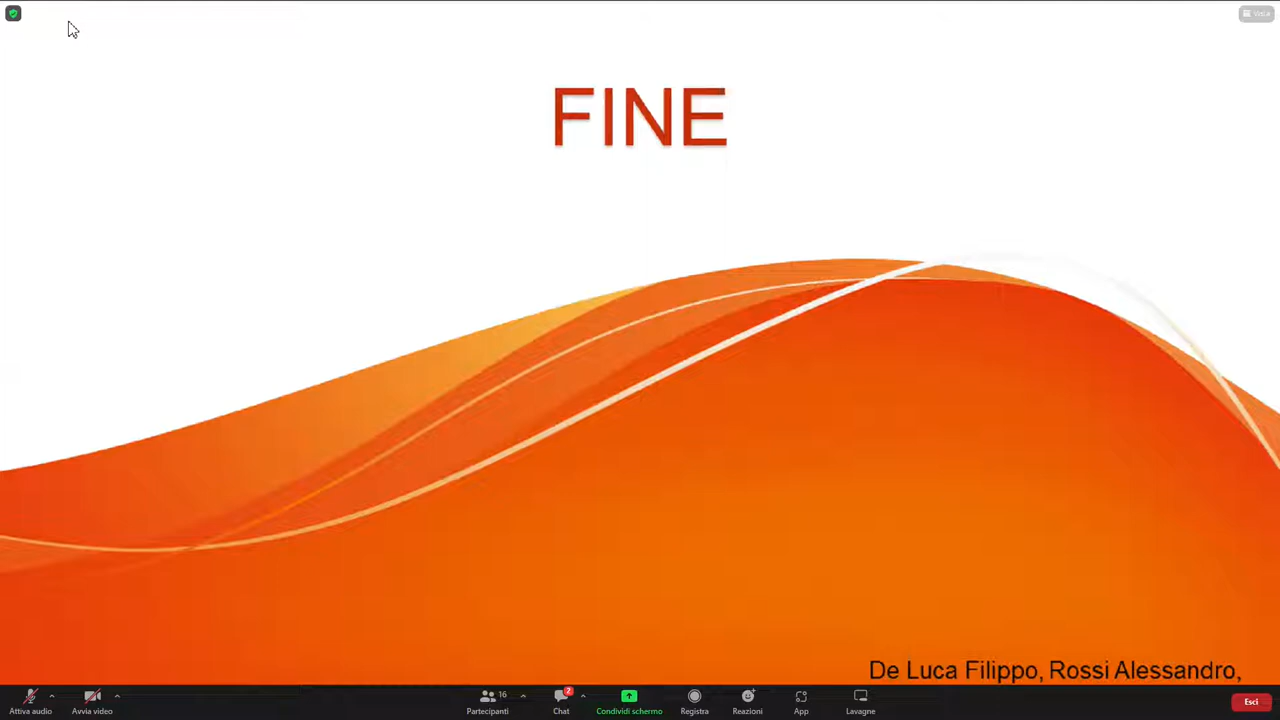 Vista
FINE
De Luca Filippo, Rossi Alessandro,
16
2
Attiva audio
Avvia video
Partecipanti
Chat
Condividi schermo
Registra
Reazioni
App
Lavagne
Esci